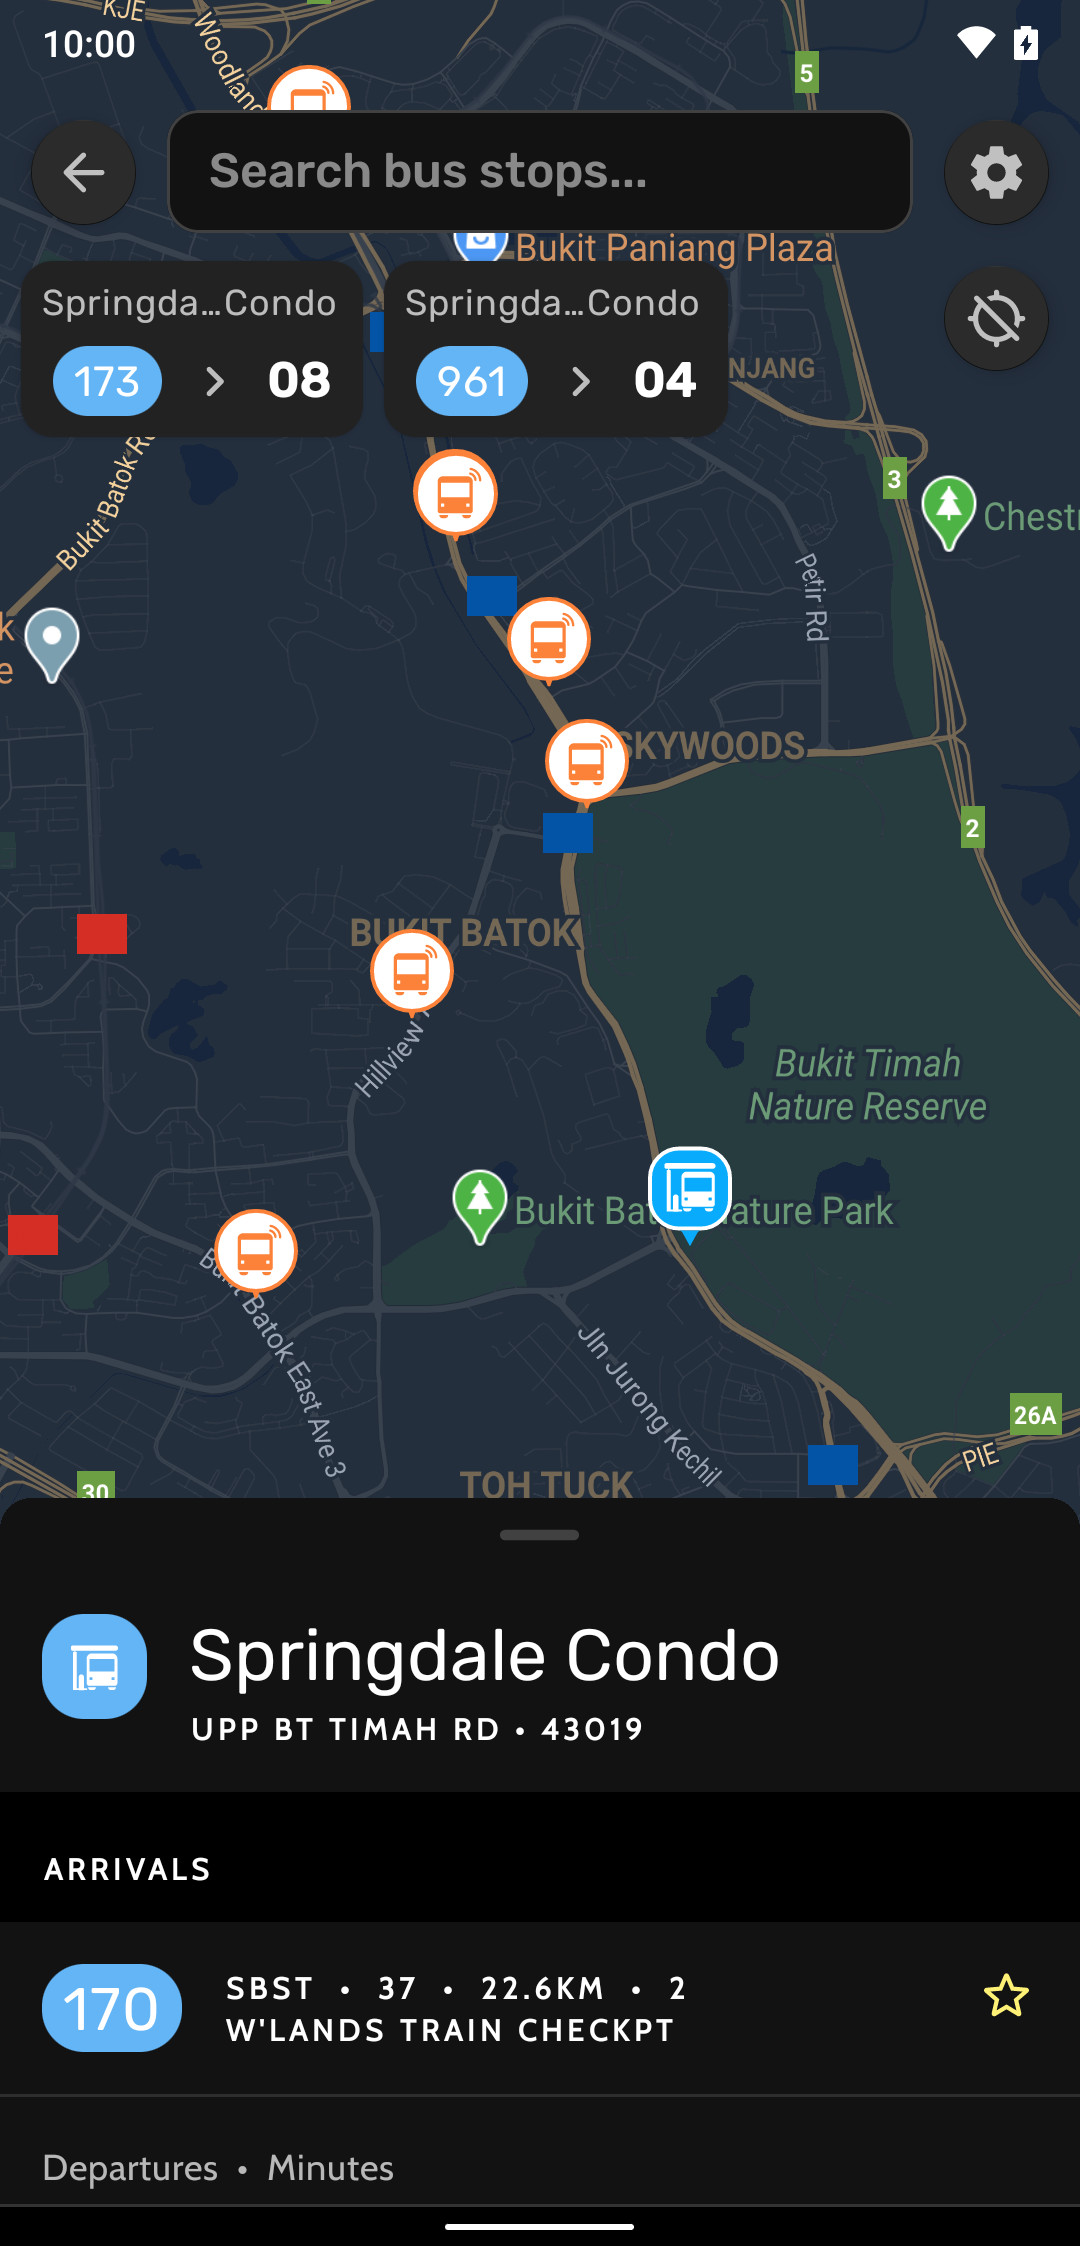 KJE
10:00
Woodland
5
Search bus stops...
Bukit Panjang Plaza
Springda...Condo
173 > 08
Springda...Condo
961 > 04
NJANG
Bukit Batok R
3
Chest
k
e
Petir Rd
SKYWOODS
2
BUKIT BATOK
Hillview
Bukit Timah
Nature Reserve
Bukit Bat ature Park
Bukit Batok East Ave 3
Jln Jurong Kechil
26A
PIE
TOH TUCK
30
Springdale Condo
UPP BT TIMAH RD • 43019
ARRIVALS
170
SBST • 37 • 22.6KM • 2
W'LANDS TRAIN CHECKPT
Departures • Minutes